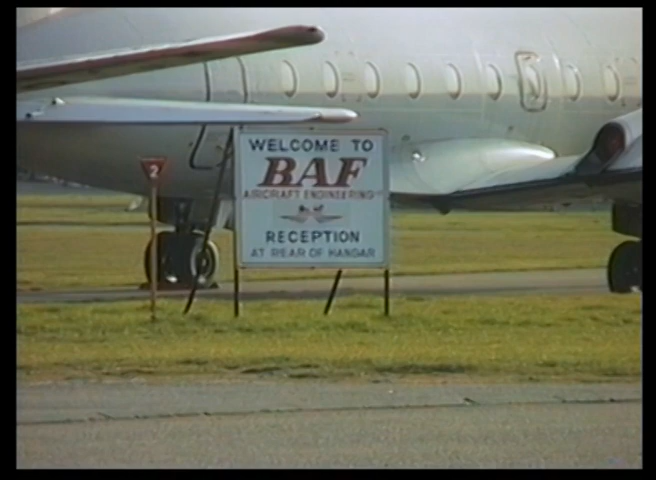 WELCOME TO
BAF
AIRCRAFT ENGINEERING
RECEPTION
AT REAR OF HANGAR
2